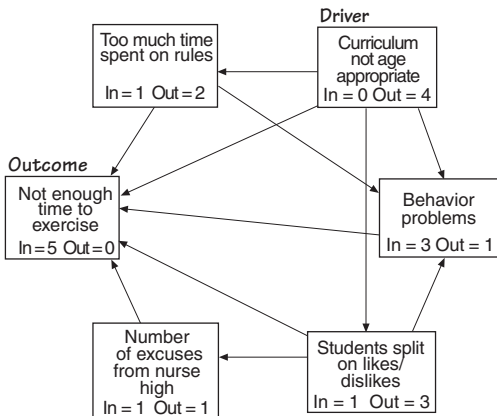 Driver
Too much time
spent on rules
In = 1 Out = 2
Curriculum
not age
appropriate
In = 0 Out = 4
Outcome
Not enough
time to
exercise
In = 5 Out = 0
Behavior
problems
In = 3 Out = 1
Number
of excuses
from nurse
high
In = 1 Out = 1
Students split
on likes/
dislikes
In = 1 Out = 3